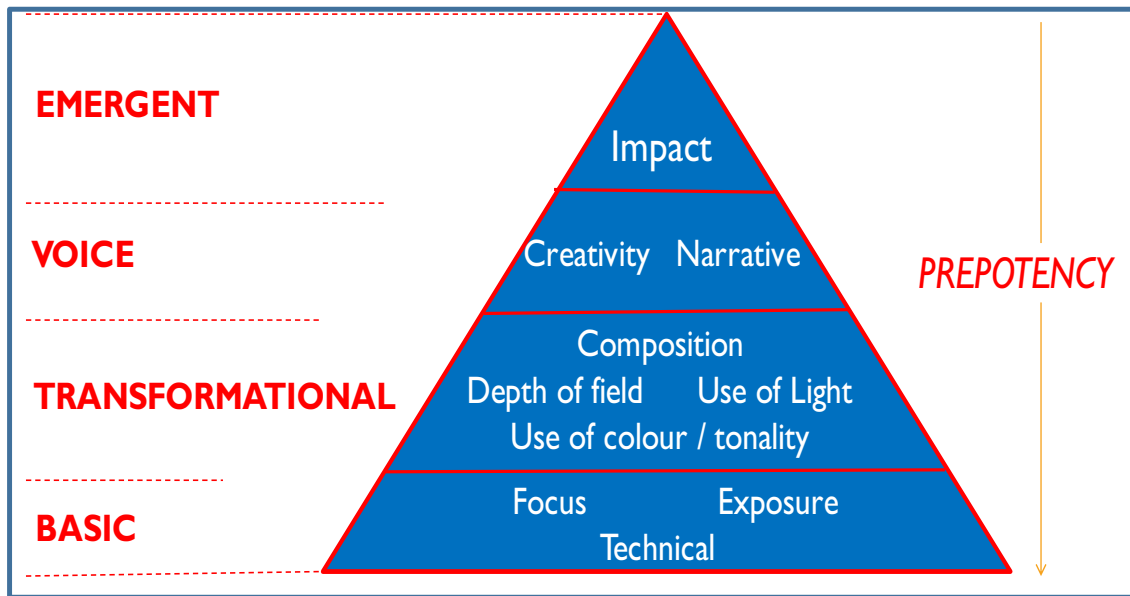 EMERGENT
Impact
VOICE
Creativity Narrative
PREPOTENCY
Composition
TRANSFORMATIONAL
Depth of field Use of Light
Use of colour / tonality
Focus Exposure
BASIC
Technical